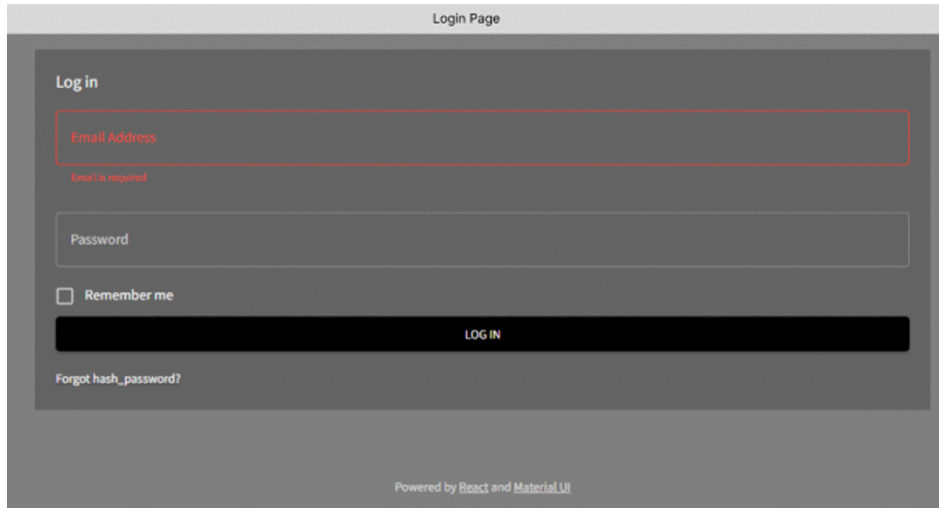 Login Page
Log in
Email Address
Email is required
Password
Remember me
LOG IN
Forgot hash_password?
Powered by React and Material UI